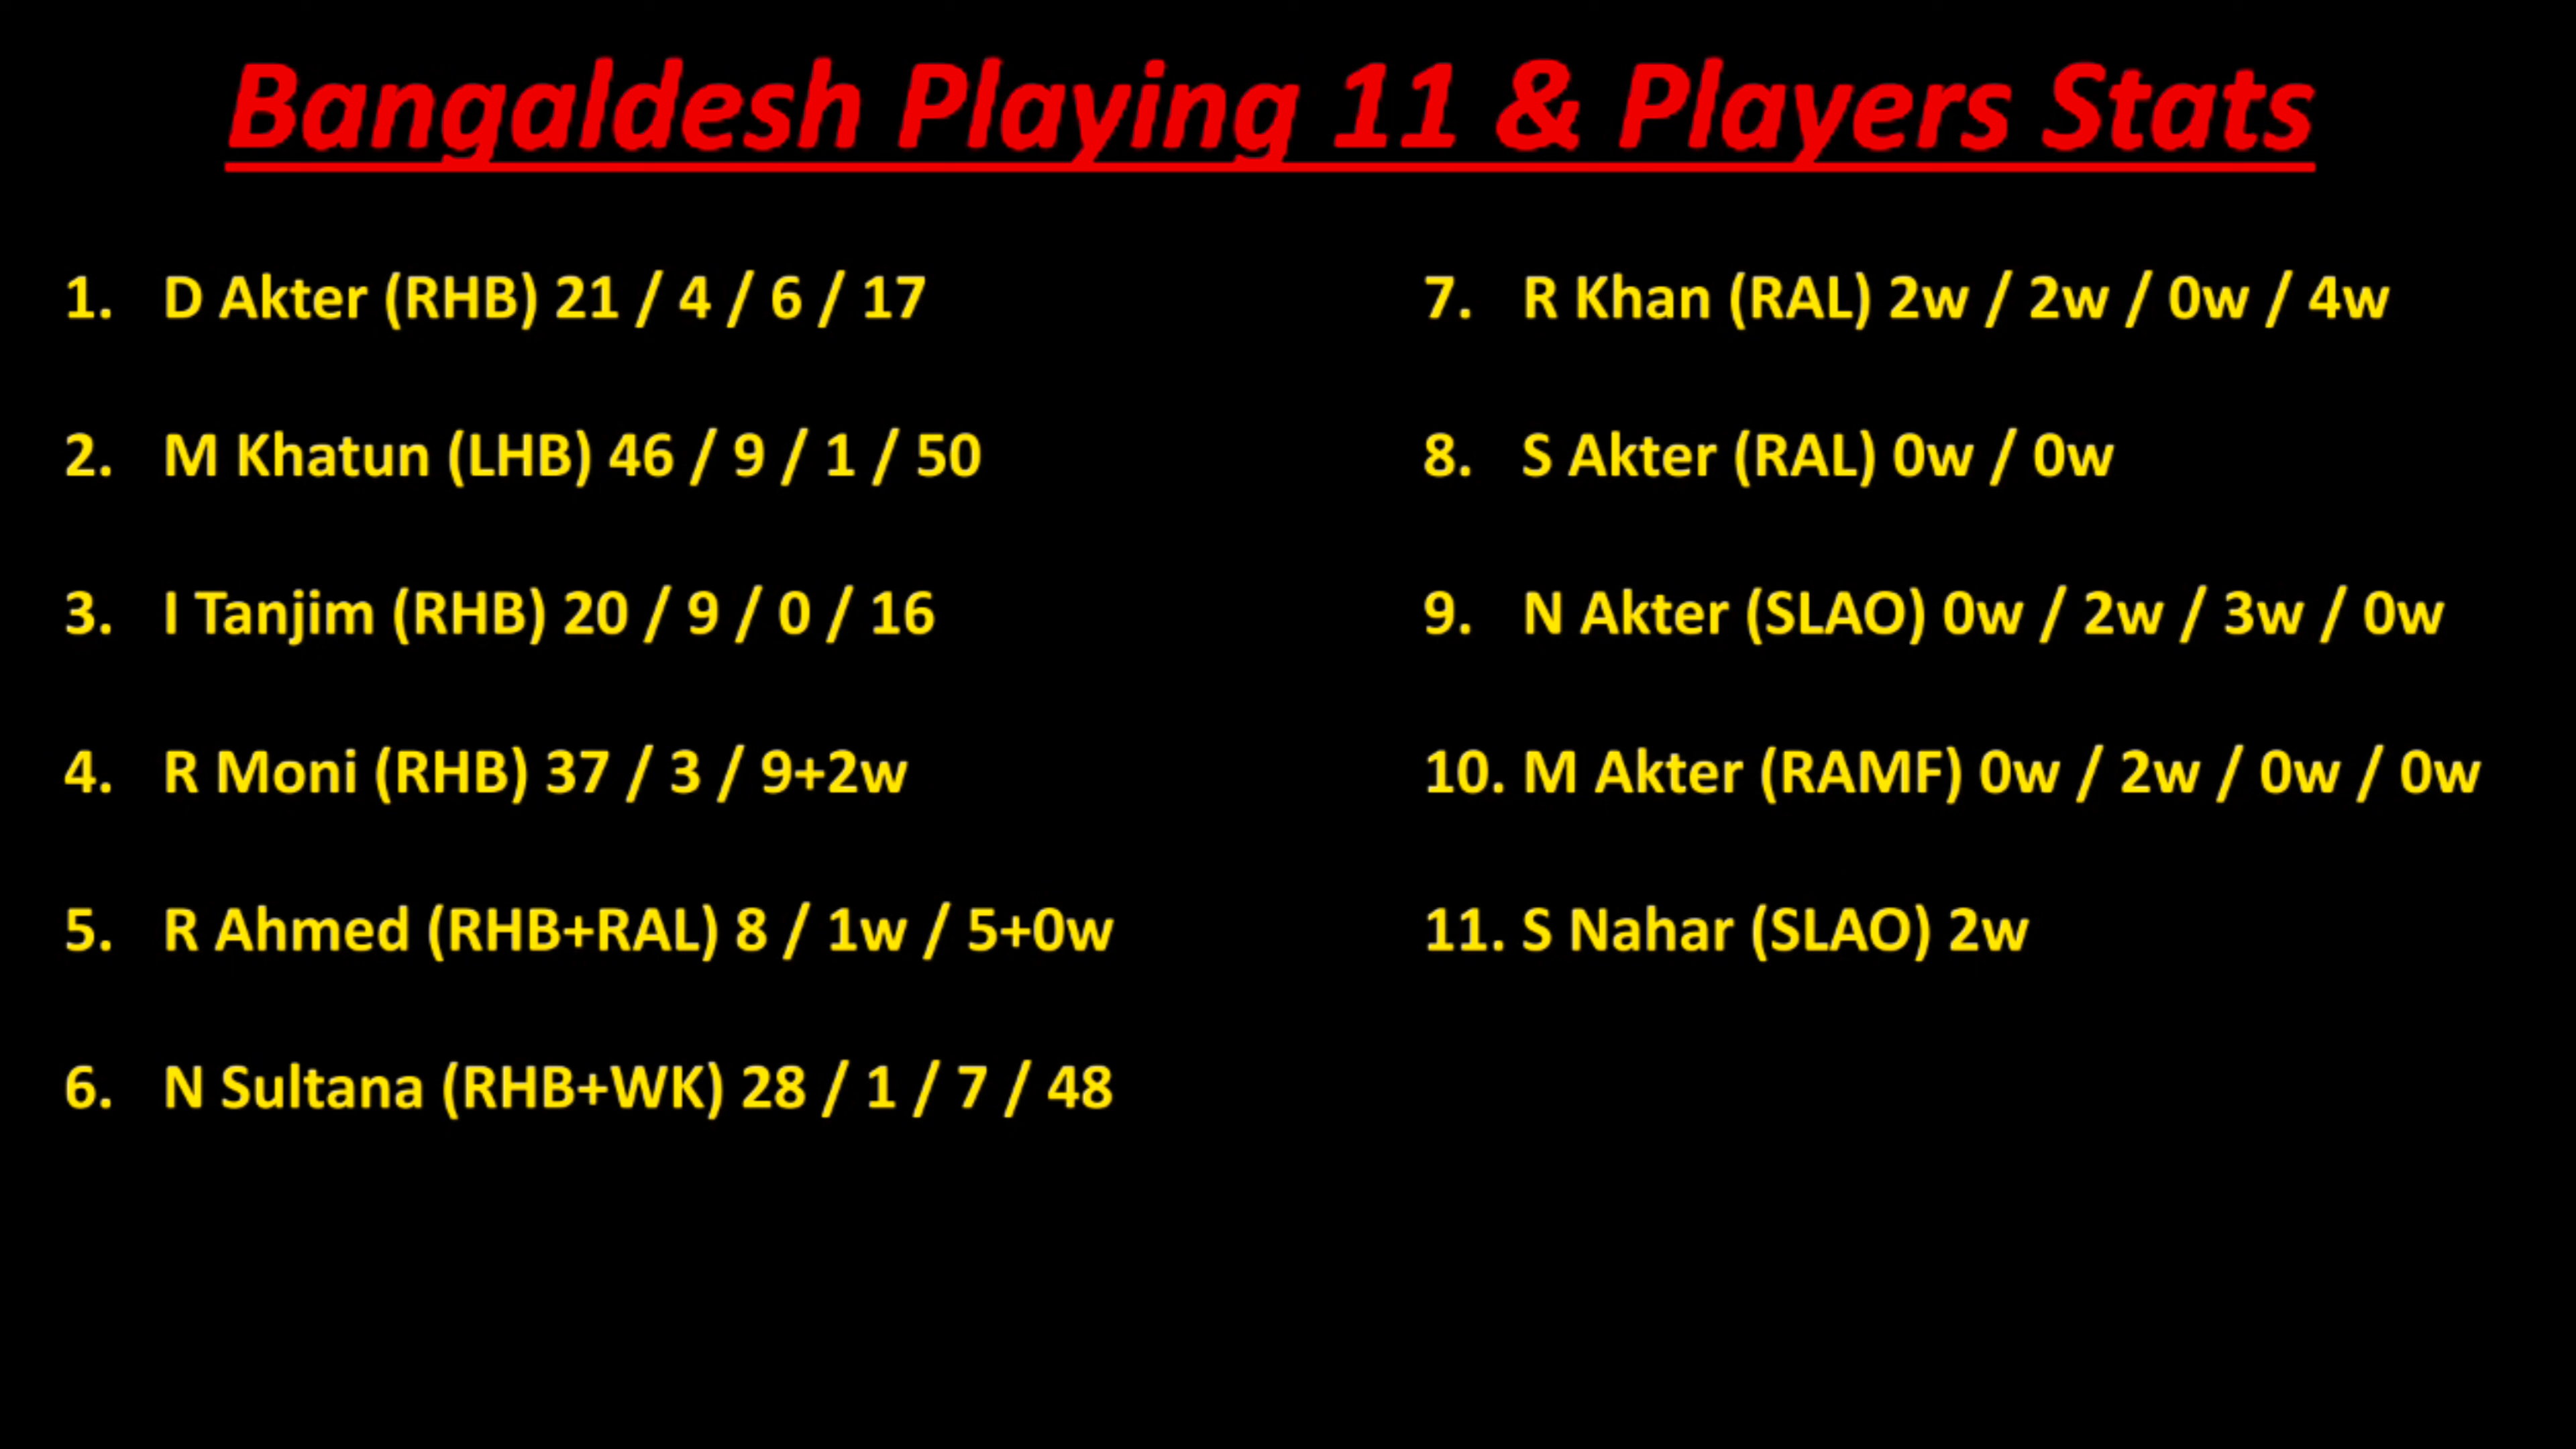 Bangaldesh Playing 11 & Players Stats
1. D Akter (RHB) 21 / 4 / 6 / 17
2. M Khatun (LHB) 46 / 9 / 1 / 50
3. I Tanjim (RHB) 20 / 9 / 0 / 16
4. R Moni (RHB) 37 / 3 / 9+2w
5. R Ahmed (RHB+RAL) 8 / 1w / 5+0w
6. N Sultana (RHB+WK) 28 / 1 / 7 / 48
7. R Khan (RAL) 2w / 2w / 0w / 4w
8. S Akter (RAL) 0w / 0w
9. N Akter (SLAO) 0w / 2w / 3w / 0w
10. M Akter (RAMF) 0w / 2w / 0w / 0w
11. S Nahar (SLAO) 2w